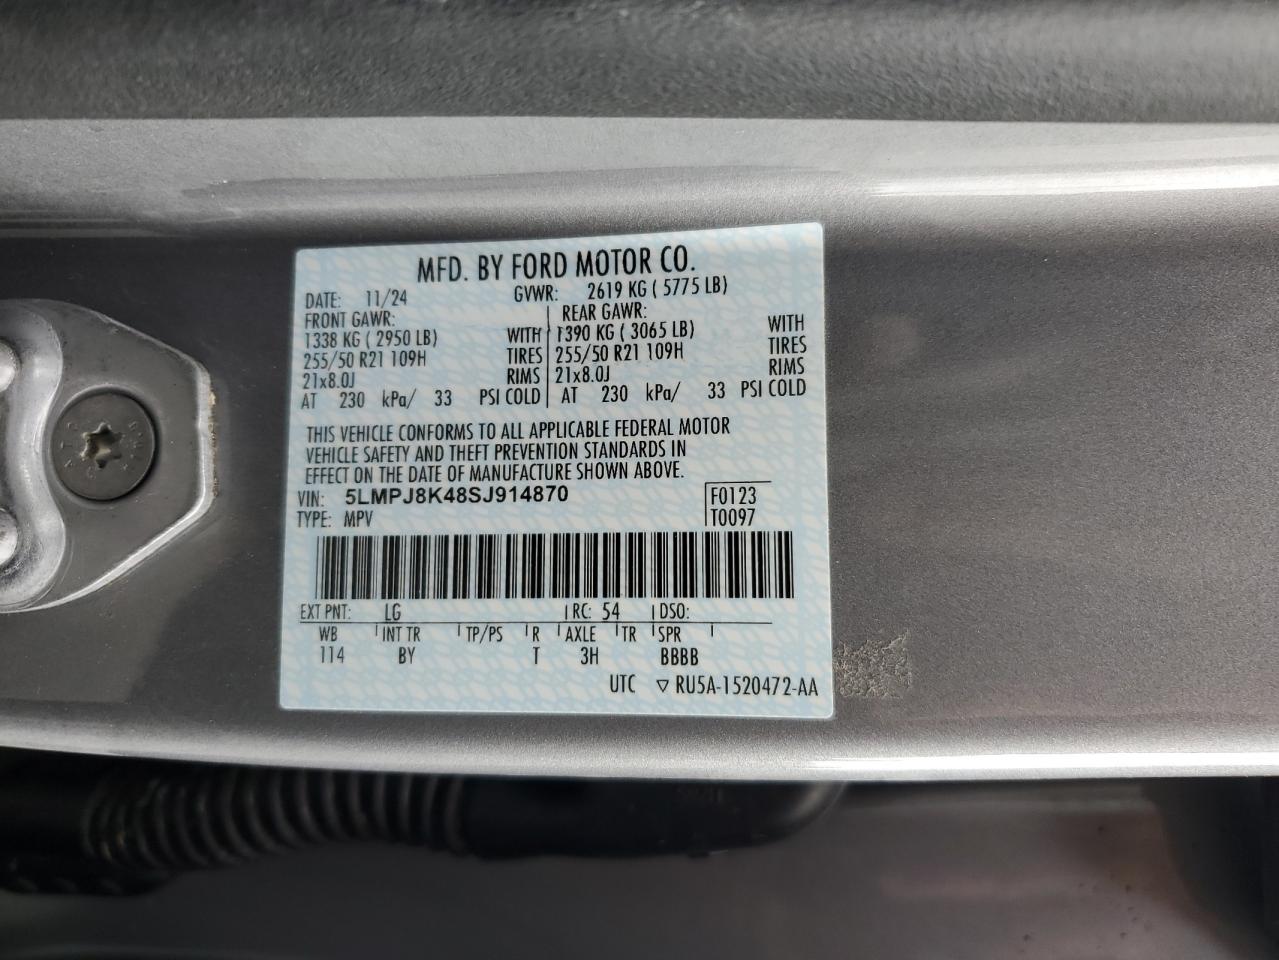 MFD. BY FORD MOTOR CO.
DATE: 11/24 GVWR: 2619 KG ( 5775 LB)
FRONT GAWR: REAR GAWR:
1338 KG ( 2950 LB) WITH 1390 KG ( 3065 LB) WITH
255/50 R21 109H TIRES 255/50 R21 109H TIRES
21x8.0J RIMS 21x8.0J RIMS
AT 230 kPa/ 33 PSI COLD AT 230 kPa/ 33 PSI COLD
THIS VEHICLE CONFORMS TO ALL APPLICABLE FEDERAL MOTOR
VEHICLE SAFETY AND THEFT PREVENTION STANDARDS IN
EFFECT ON THE DATE OF MANUFACTURE SHOWN ABOVE.
VIN: 5LMPJ8K48SJ914870 F0123
TYPE: MPV T0097
EXT PNT: LG RC: 54 DSO:
WB INT TR TP/PS R AXLE TR SPR
114 BY T 3H BBBB
UTC ▽ RU5A-1520472-AA